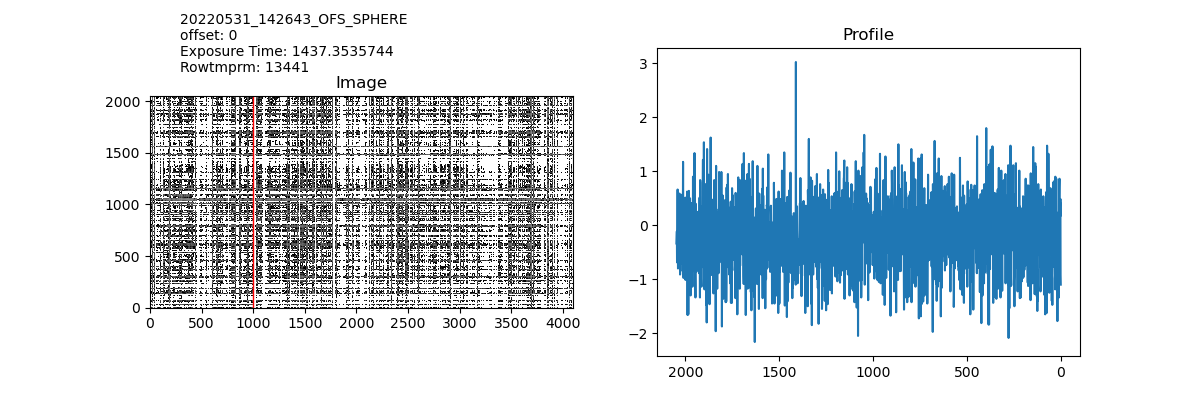 20220531_142643_OFS_SPHERE
offset: 0
Exposure Time: 1437.3535744
Rowtmprm: 13441
Image
2000
1500
1000
500
0
0 500 1000 1500 2000 2500 3000 3500 4000
Profile
3
2
1
0
−1
−2
2000 1500 1000 500 0